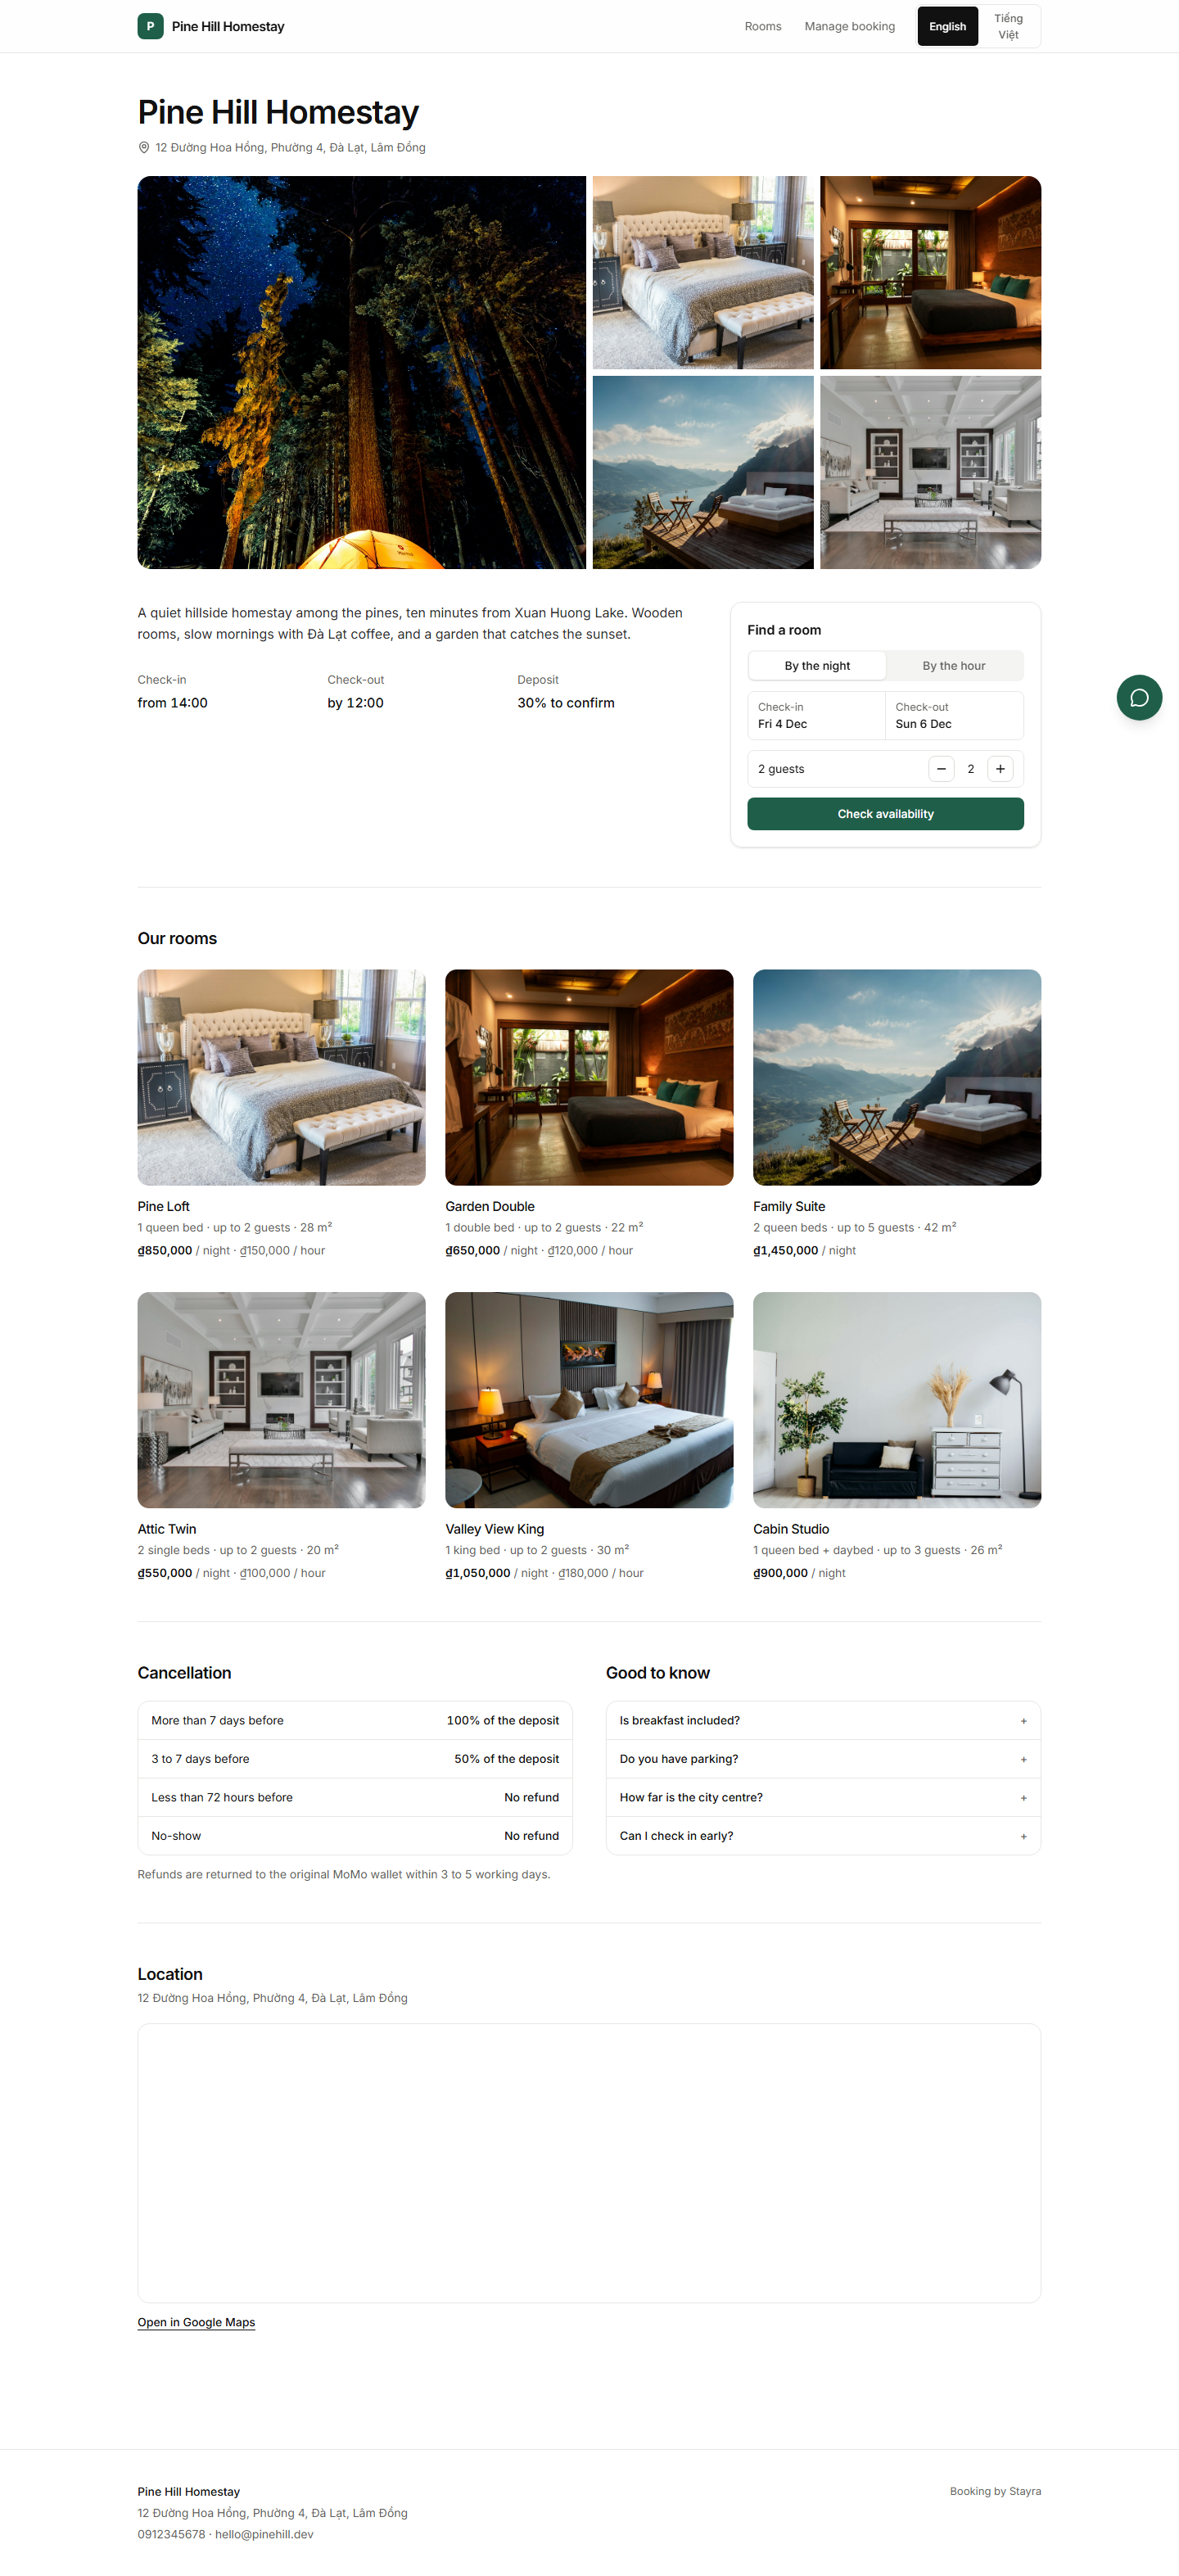 P Pine Hill Homestay
Rooms
Manage booking
English
Tiếng
Việt
Pine Hill Homestay
12 Đường Hoa Hồng, Phường 4, Đà Lạt, Lâm Đồng
A quiet hillside homestay among the pines, ten minutes from Xuan Huong Lake. Wooden
rooms, slow mornings with Đà Lạt coffee, and a garden that catches the sunset.
Check-in
from 14:00
Check-out
by 12:00
Deposit
30% to confirm
Find a room
By the night
By the hour
Check-in
Fri 4 Dec
Check-out
Sun 6 Dec
2 guests
− 2 +
Check availability
Our rooms
Pine Loft
1 queen bed · up to 2 guests · 28 m²
₫850,000 / night · ₫150,000 / hour
Garden Double
1 double bed · up to 2 guests · 22 m²
₫650,000 / night · ₫120,000 / hour
Family Suite
2 queen beds · up to 5 guests · 42 m²
₫1,450,000 / night
Attic Twin
2 single beds · up to 2 guests · 20 m²
₫550,000 / night · ₫100,000 / hour
Valley View King
1 king bed · up to 2 guests · 30 m²
₫1,050,000 / night · ₫180,000 / hour
Cabin Studio
1 queen bed + daybed · up to 3 guests · 26 m²
₫900,000 / night
Cancellation
More than 7 days before 100% of the deposit
3 to 7 days before 50% of the deposit
Less than 72 hours before No refund
No-show No refund
Refunds are returned to the original MoMo wallet within 3 to 5 working days.
Good to know
Is breakfast included? +
Do you have parking? +
How far is the city centre? +
Can I check in early? +
Location
12 Đường Hoa Hồng, Phường 4, Đà Lạt, Lâm Đồng
Open in Google Maps
Pine Hill Homestay
12 Đường Hoa Hồng, Phường 4, Đà Lạt, Lâm Đồng
0912345678 · hello@pinehill.dev
Booking by Stayra